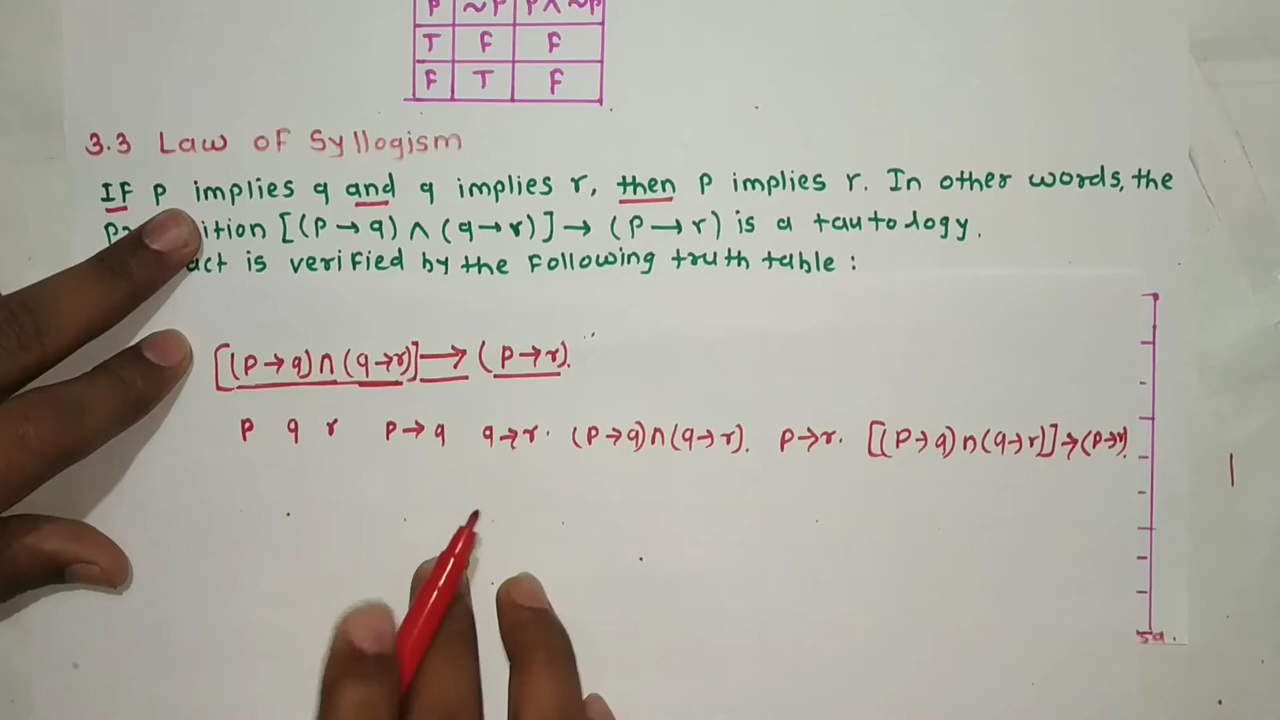 P ~P P∧~P
T F F
F T F
3.3 Law of Syllogism
IF P implies q and q implies r, then P implies r. In other words, the
ition [(P→q)∧(q→r)]→(P→r) is a tautology.
act is verified by the following truth table:
[(P→q)∩(q→r)]→(P→r).
P q r P→q q→r. (P→q)∩(q→r). P→r. [(P→q)∩(q→r)]→(P→r).